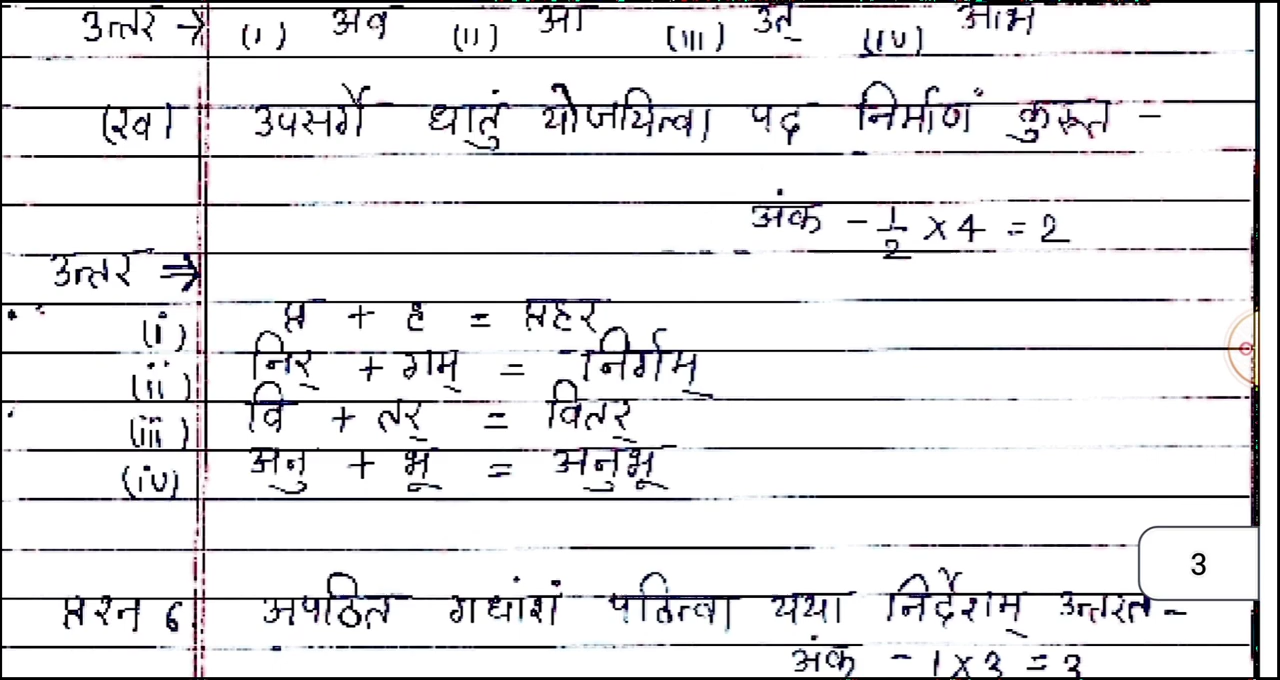 उत्तर → (i) अव (ii) आ (iii) उत् (iv)
(ख) उपसर्गं धातुं योजयित्वा पद निर्माणं कुरूत -
अंक - 1/2 × 4 = 2
उत्तर →
(i) प्र + ह = प्रहर
(ii) निर् + गम् = निर्गम्
(iii) वि + तर् = वितर्
(iv) अनु + भू = अनुभू
3
प्रश्न 6. अपठित गधांशं पठित्वा यथा निर्देशम् उत्तरत -
अंक - 1 × 3 = 3